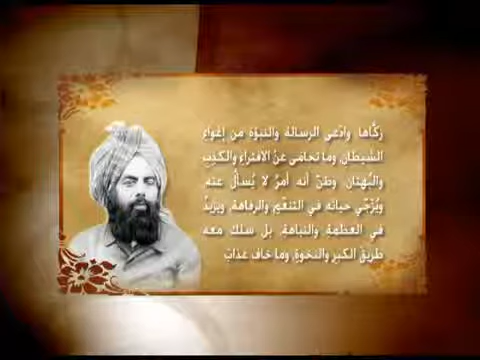 زكَّاها وادّعى الرسالة والنبوّة من إغواء
الشيطان، وما تحامَى عن الافتراء والكذب
والبهتان وظنّ أنه أمرٌ لا يُسأل عنه،
ويُزجّي حياته في التنعّم والرفاهة، ويزيدُ
في العظمة والنباهة بل سلك معه
طريق الكبر والنخوة، وما خاف عذابَ